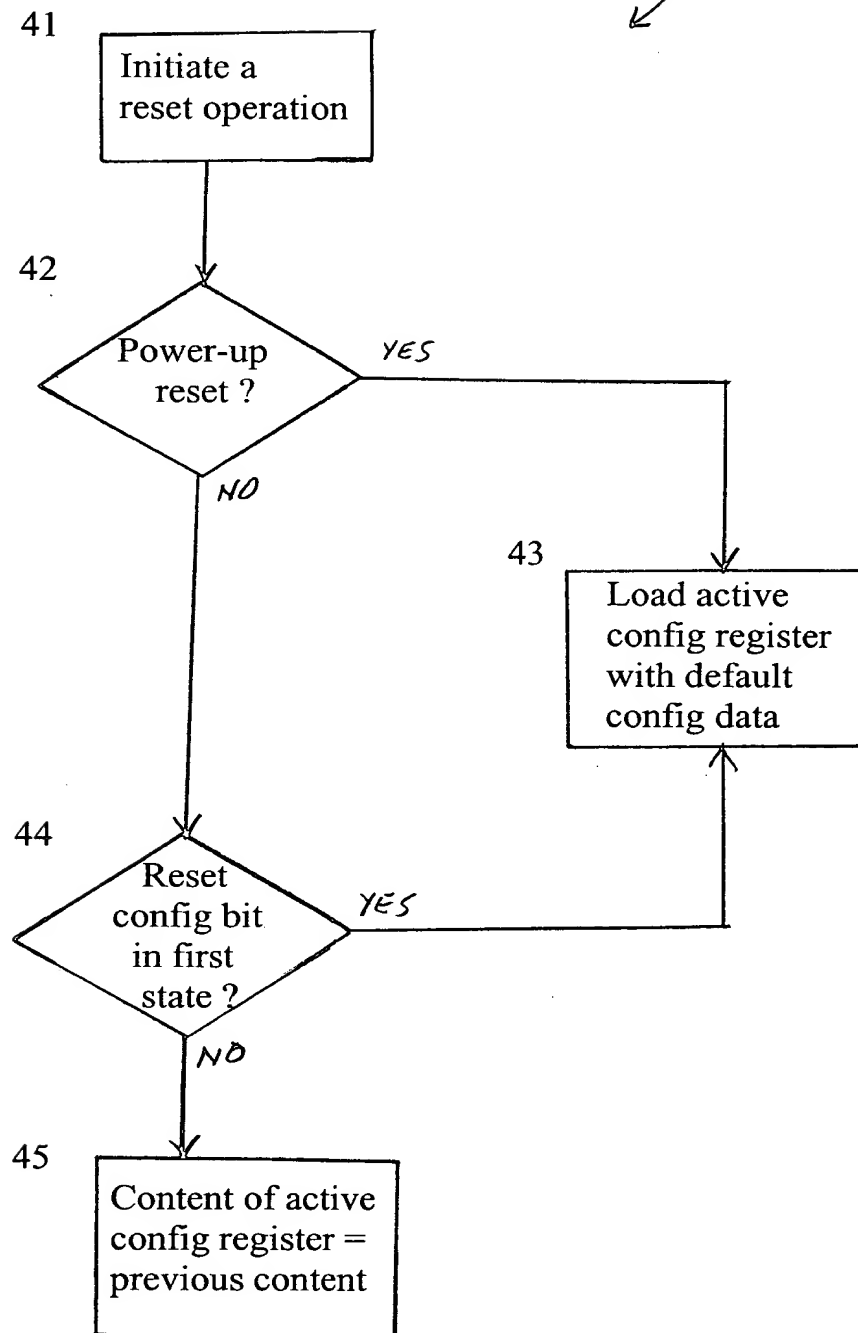 41
Initiate a
reset operation
42
Power-up
reset ?
YES
NO
43
Load active
config register
with default
config data
44
Reset
config bit
in first
state ?
YES
NO
45
Content of active
config register =
previous content